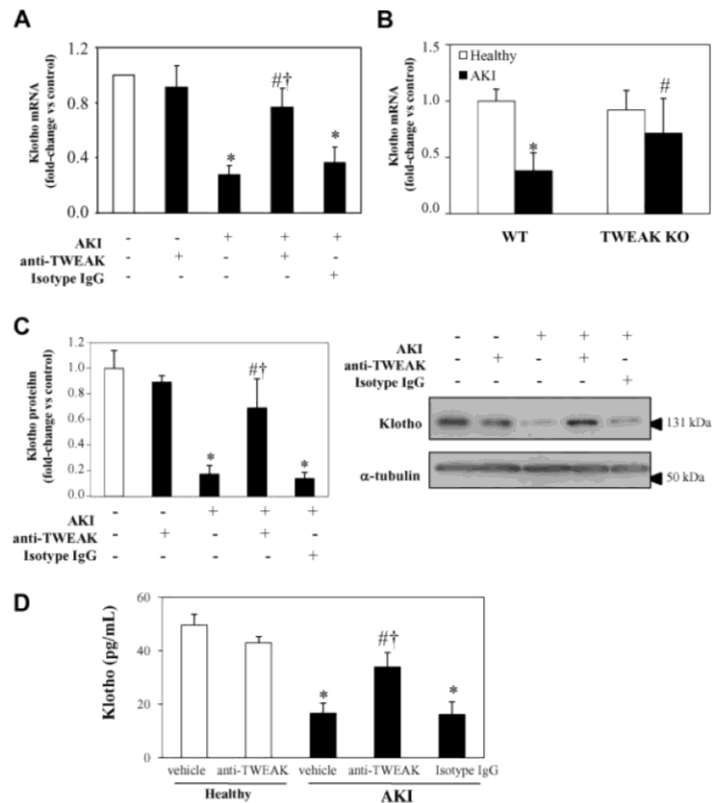 A
Klotho mRNA
(fold-change vs control)
1.2
0.8
0.4
0.0
* #† *
AKI - - + + +
anti-TWEAK - + - + -
Isotype IgG - - - - +
B
Klotho mRNA
(fold-change vs control)
1.5
1.0
0.5
0.0
Healthy
AKI
* #
WT TWEAK KO
C
Klotho proteihn
(fold-change vs control)
1.2
1.0
0.8
0.6
0.4
0.2
0.0
* #† *
AKI - - + + +
anti-TWEAK - + - + -
Isotype IgG - - - - +
AKI - - + + +
anti-TWEAK - + - + -
Isotype IgG - - - - +
Klotho 131 kDa
α-tubulin 50 kDa
D
Klotho (pg/mL)
60
40
20
0
* #† *
vehicle anti-TWEAK vehicle anti-TWEAK Isotype IgG
Healthy AKI